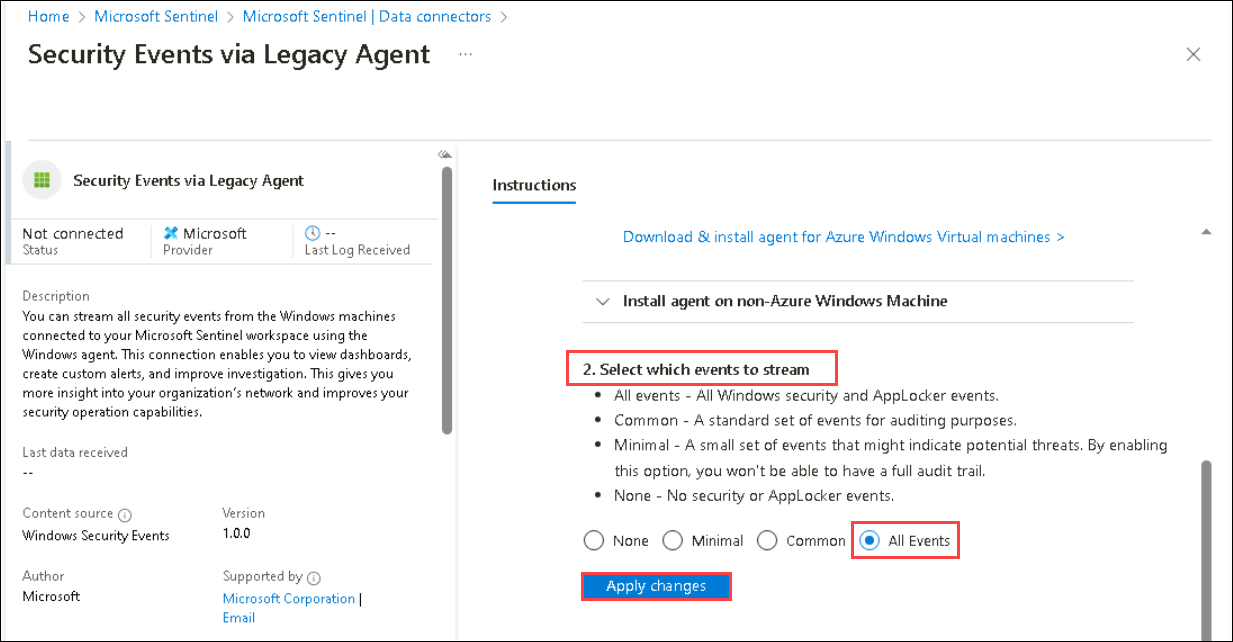 Home > Microsoft Sentinel > Microsoft Sentinel | Data connectors >
Security Events via Legacy Agent ...
Security Events via Legacy Agent
Not connected
Status
Microsoft
Provider
--
Last Log Received
Description
You can stream all security events from the Windows machines
connected to your Microsoft Sentinel workspace using the
Windows agent. This connection enables you to view dashboards,
create custom alerts, and improve investigation. This gives you
more insight into your organization's network and improves your
security operation capabilities.
Last data received
--
Content source
Windows Security Events
Version
1.0.0
Author
Microsoft
Supported by
Microsoft Corporation |
Email
Instructions
Download & install agent for Azure Windows Virtual machines >
Install agent on non-Azure Windows Machine
2. Select which events to stream
• All events - All Windows security and AppLocker events.
• Common - A standard set of events for auditing purposes.
• Minimal - A small set of events that might indicate potential threats. By enabling
this option, you won't be able to have a full audit trail.
• None - No security or AppLocker events.
None Minimal Common All Events
Apply changes